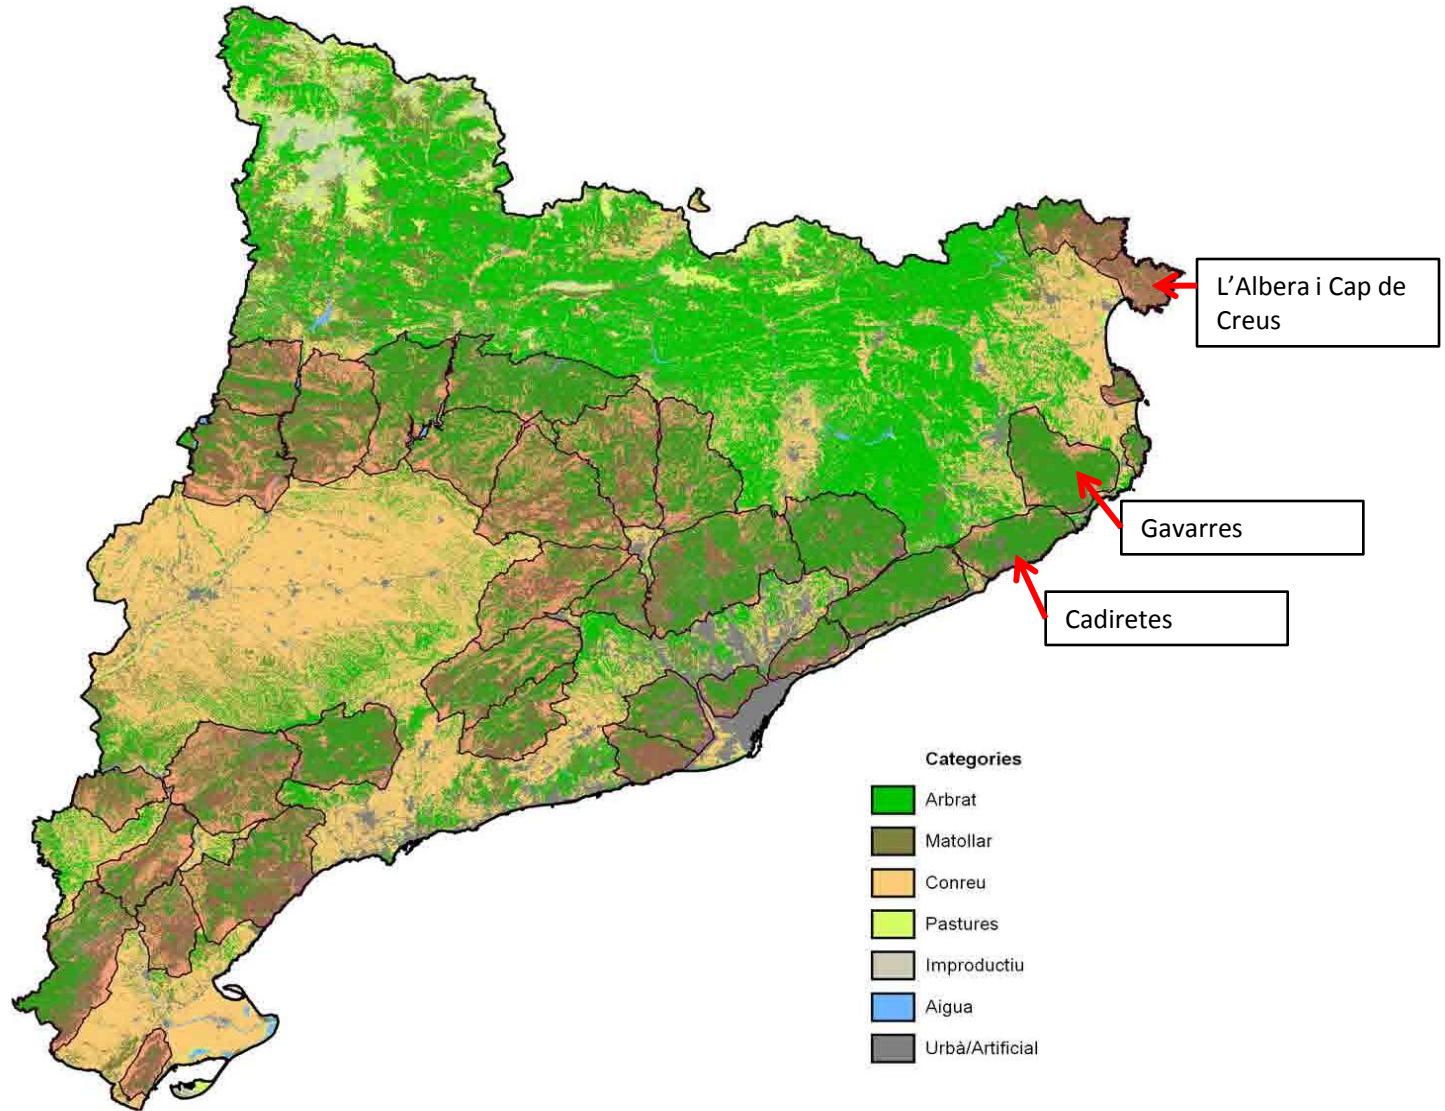 L’Albera i Cap de
Creus
Gavarres
Cadiretes
Categories
Arbrat
Matollar
Conreu
Pastures
Improductiu
Aigua
Urbà/Artificial